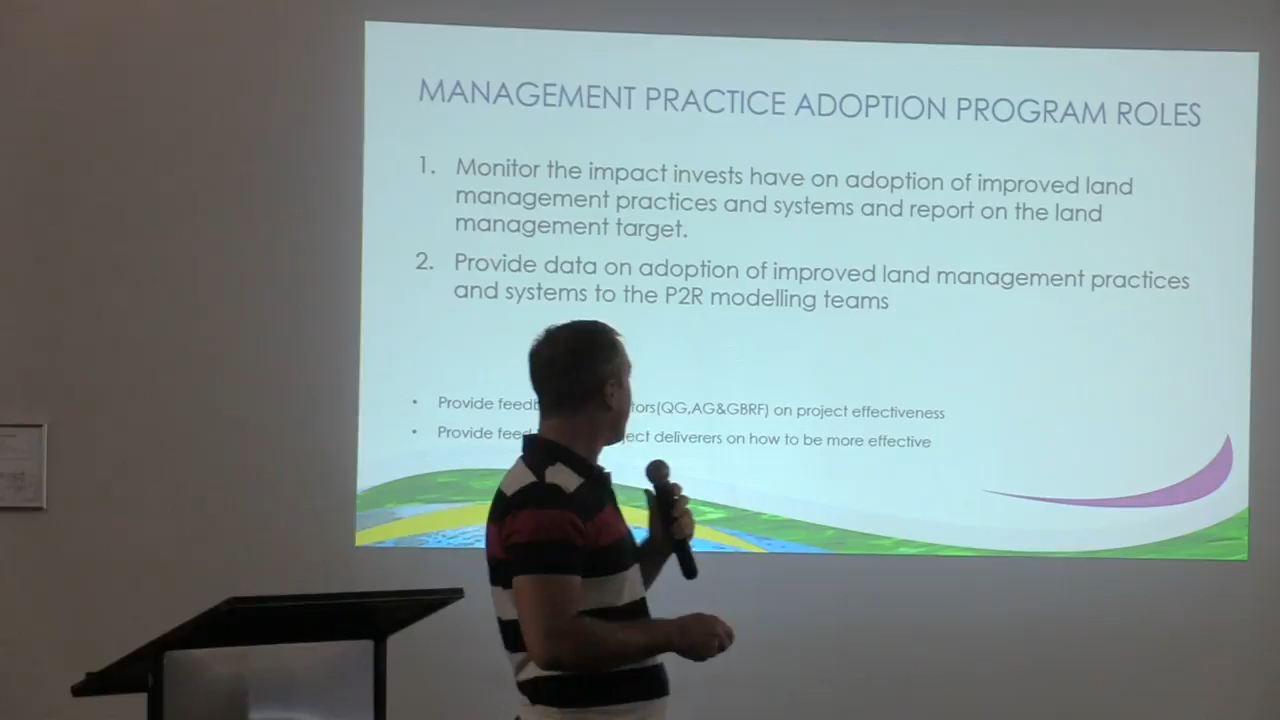 MANAGEMENT PRACTICE ADOPTION PROGRAM ROLES
1. Monitor the impact invests have on adoption of improved land
management practices and systems and report on the land
management target.
2. Provide data on adoption of improved land management practices
and systems to the P2R modelling teams
• Provide feedb tors(QG,AG&GBRF) on project effectiveness
• Provide feed ject deliverers on how to be more effective